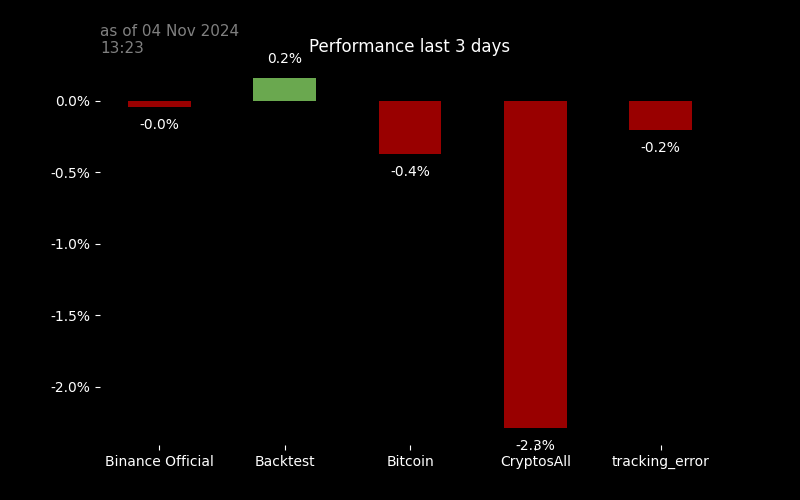 as of 04 Nov 2024
13:23
Performance last 3 days
0.2%
0.0%
-0.0%
-0.2%
-0.4%
-0.5%
-1.0%
-1.5%
-2.0%
-2.3%
Binance Official
Backtest
Bitcoin
CryptosAll
tracking_error